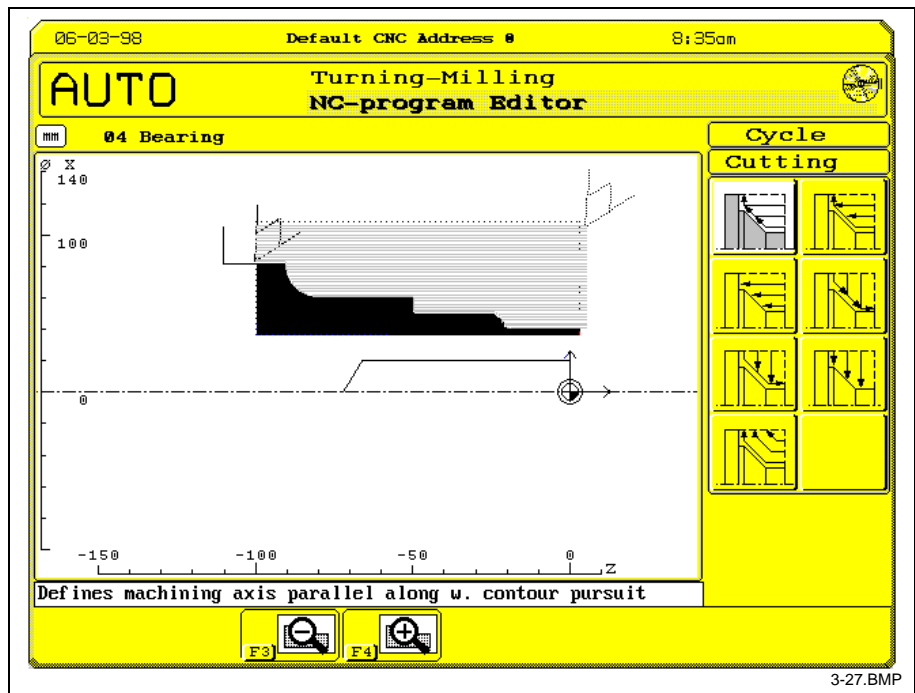 06-03-98 Default CNC Address 0 8:35am
AUTO
Turning-Milling
NC-program Editor
mm 04 Bearing
Cycle
Cutting
Ø X
140
100
0
-150 -100 -50 0
Z
Defines machining axis parallel along w. contour pursuit
F3 F4
3-27.BMP